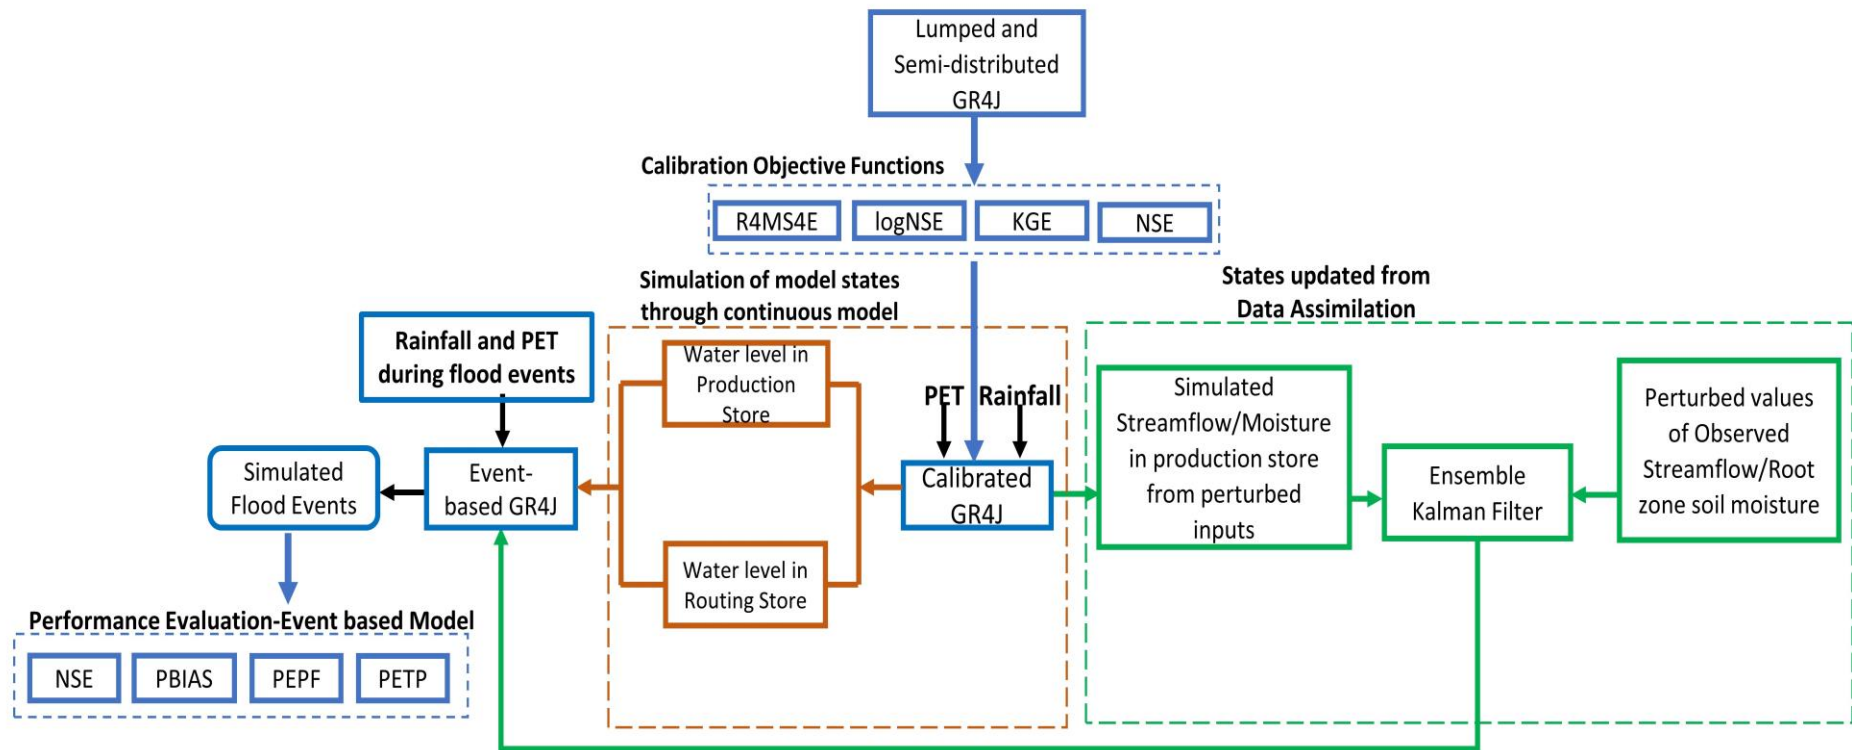 Lumped and
Semi-distributed
GR4J
Calibration Objective Functions
R4MS4E
logNSE
KGE
NSE
Simulation of model states
through continuous model
States updated from
Data Assimilation
Rainfall and PET
during flood events
Water level in
Production
Store
PET
Rainfall
Simulated
Streamflow/Moisture
in production store
from perturbed
inputs
Perturbed values
of Observed
Streamflow/Root
zone soil moisture
Simulated
Flood Events
Event-
based GR4J
Calibrated
GR4J
Ensemble
Kalman Filter
Water level in
Routing Store
Performance Evaluation-Event based Model
NSE
PBIAS
PEPF
PETP